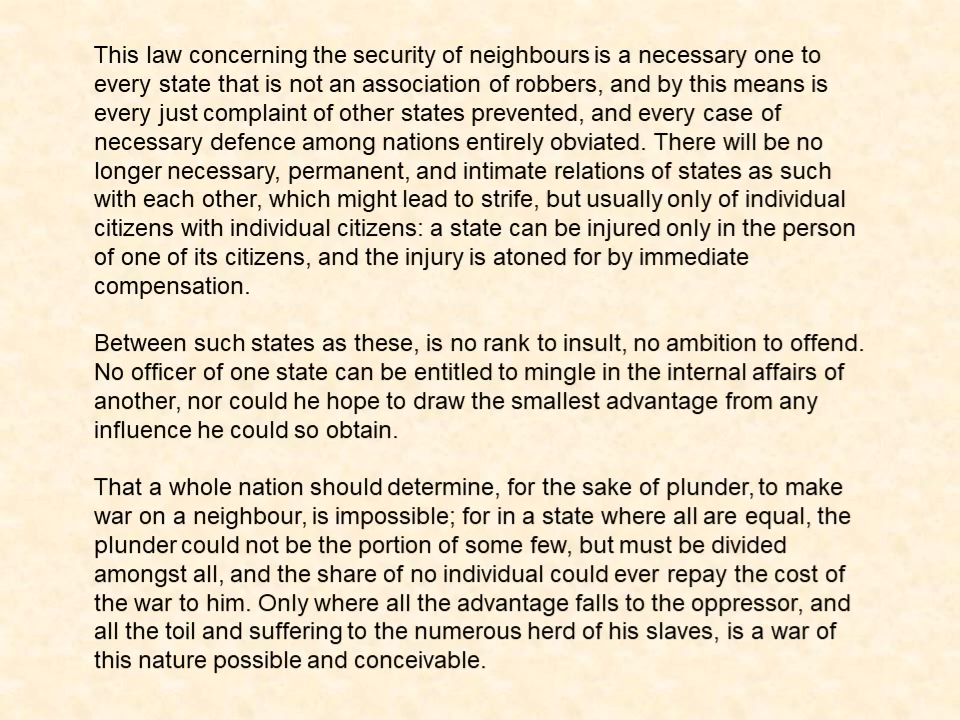 This law concerning the security of neighbours is a necessary one to
every state that is not an association of robbers, and by this means is
every just complaint of other states prevented, and every case of
necessary defence among nations entirely obviated. There will be no
longer necessary, permanent, and intimate relations of states as such
with each other, which might lead to strife, but usually only of individual
citizens with individual citizens: a state can be injured only in the person
of one of its citizens, and the injury is atoned for by immediate
compensation.
Between such states as these, is no rank to insult, no ambition to offend.
No officer of one state can be entitled to mingle in the internal affairs of
another, nor could he hope to draw the smallest advantage from any
influence he could so obtain.
That a whole nation should determine, for the sake of plunder, to make
war on a neighbour, is impossible; for in a state where all are equal, the
plunder could not be the portion of some few, but must be divided
amongst all, and the share of no individual could ever repay the cost of
the war to him. Only where all the advantage falls to the oppressor, and
all the toil and suffering to the numerous herd of his slaves, is a war of
this nature possible and conceivable.